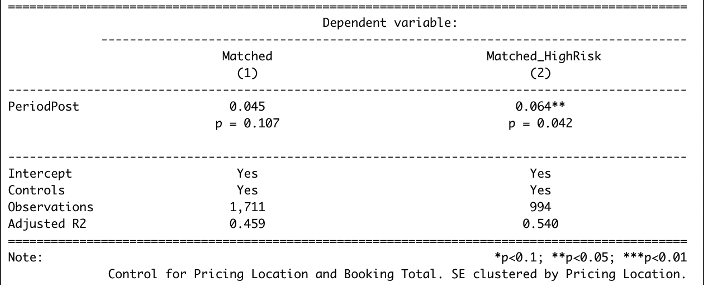 Dependent variable:
Matched Matched_HighRisk
(1) (2)
PeriodPost 0.045 0.064**
p = 0.107 p = 0.042
Intercept Yes Yes
Controls Yes Yes
Observations 1,711 994
Adjusted R2 0.459 0.540
Note: *p<0.1; **p<0.05; ***p<0.01
Control for Pricing Location and Booking Total. SE clustered by Pricing Location.